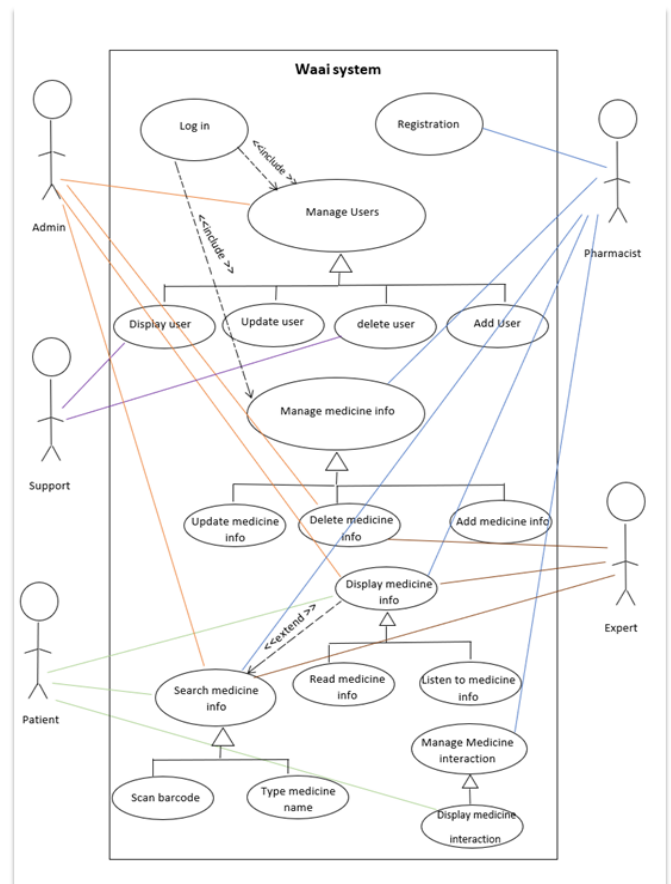 Waai system
Log in
Registration
<<include >>
<<include >>
Manage Users
Admin
Pharmacist
Display user
Update user
delete user
Add User
Manage medicine info
Support
Update medicine
info
Delete medicine
info
Add medicine info
Display medicine
info
<<extend >>
Expert
Read medicine
info
Listen to medicine
info
Search medicine
info
Patient
Manage Medicine
interaction
Scan barcode
Type medicine
name
Display medicine
interaction